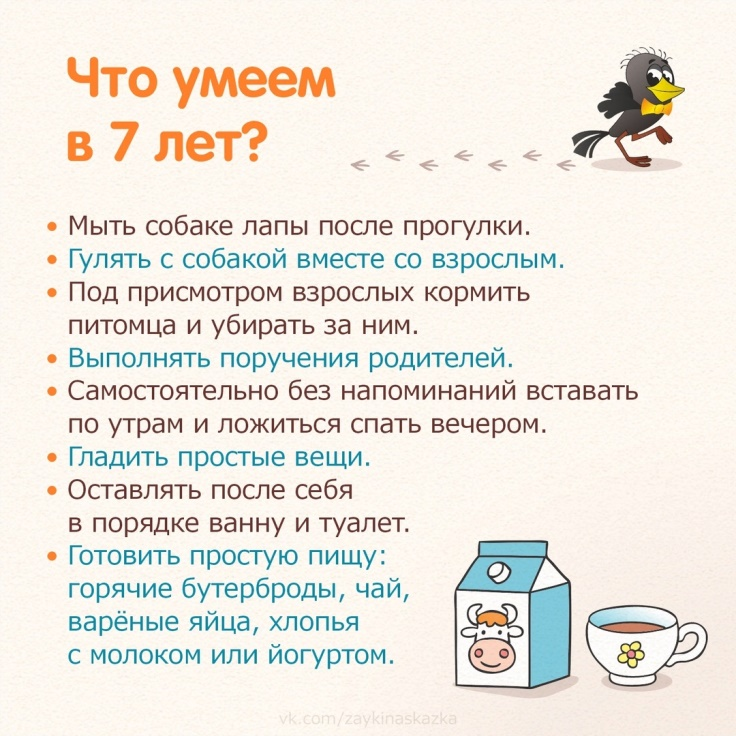 Что умеем
в 7 лет?
• Мыть собаке лапы после прогулки.
• Гулять с собакой вместе со взрослым.
• Под присмотром взрослых кормить
питомца и убирать за ним.
• Выполнять поручения родителей.
• Самостоятельно без напоминаний вставать
по утрам и ложиться спать вечером.
• Гладить простые вещи.
• Оставлять после себя
в порядке ванну и туалет.
• Готовить простую пищу:
горячие бутерброды, чай,
варёные яйца, хлопья
с молоком или йогуртом.
vk.com/zaykinaskazka